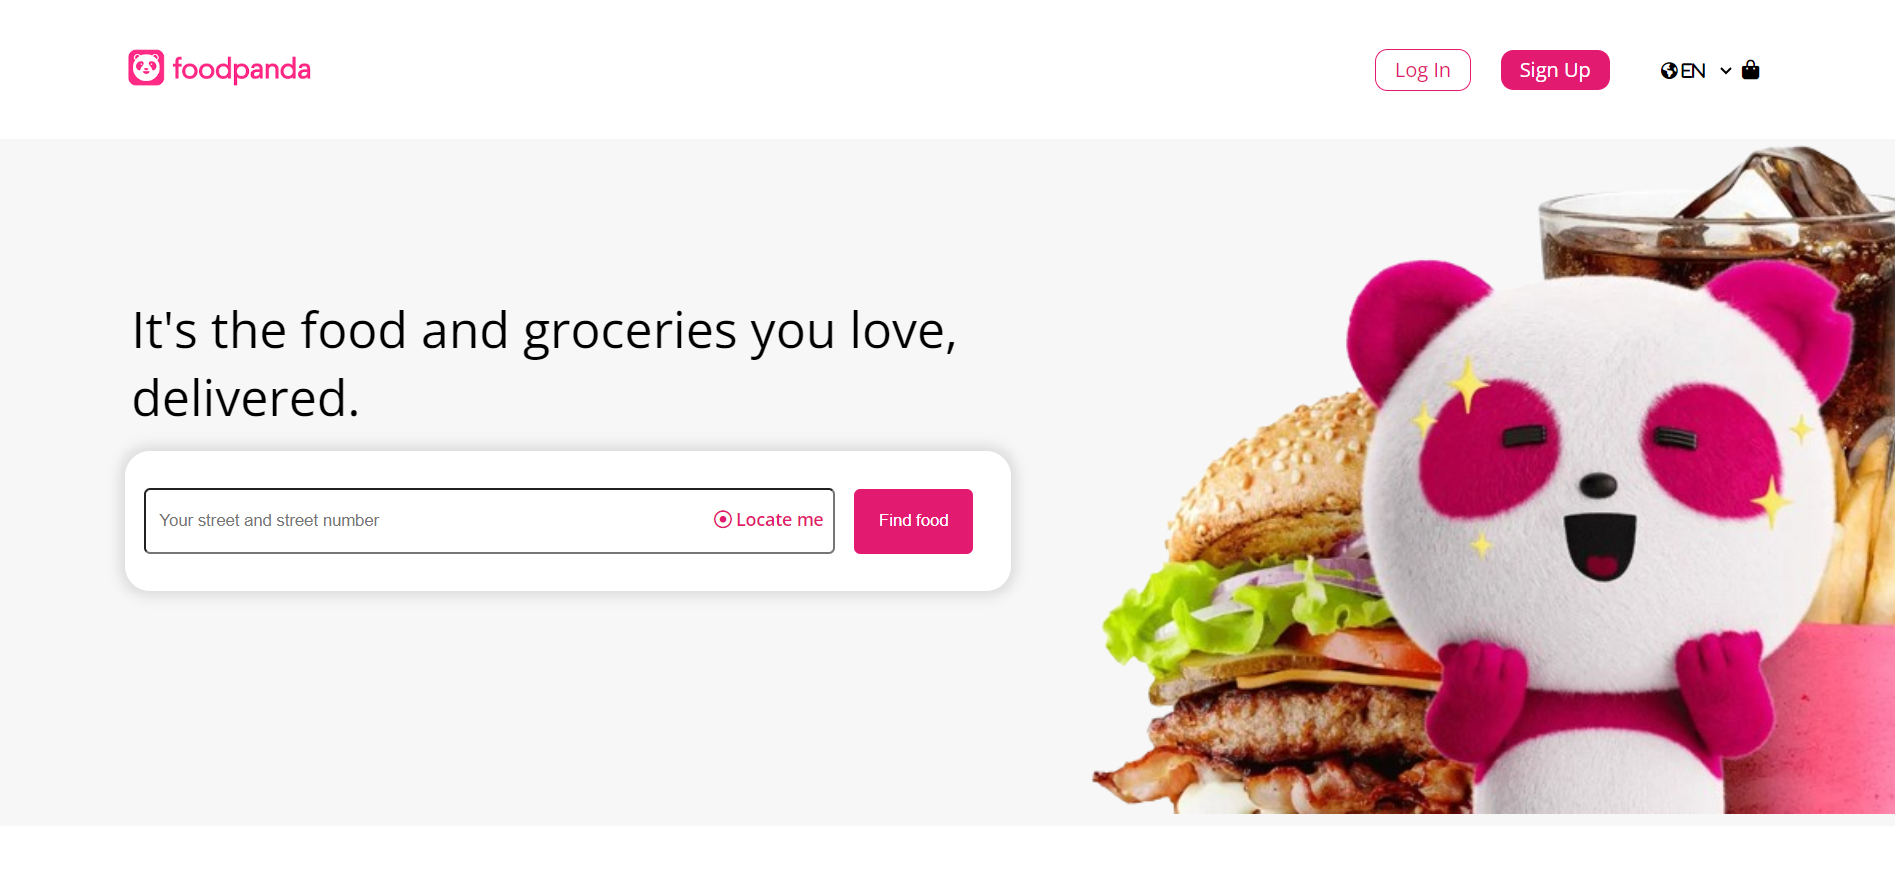 foodpanda
Log In
Sign Up
EN
It's the food and groceries you love,
delivered.
Your street and street number
Locate me
Find food